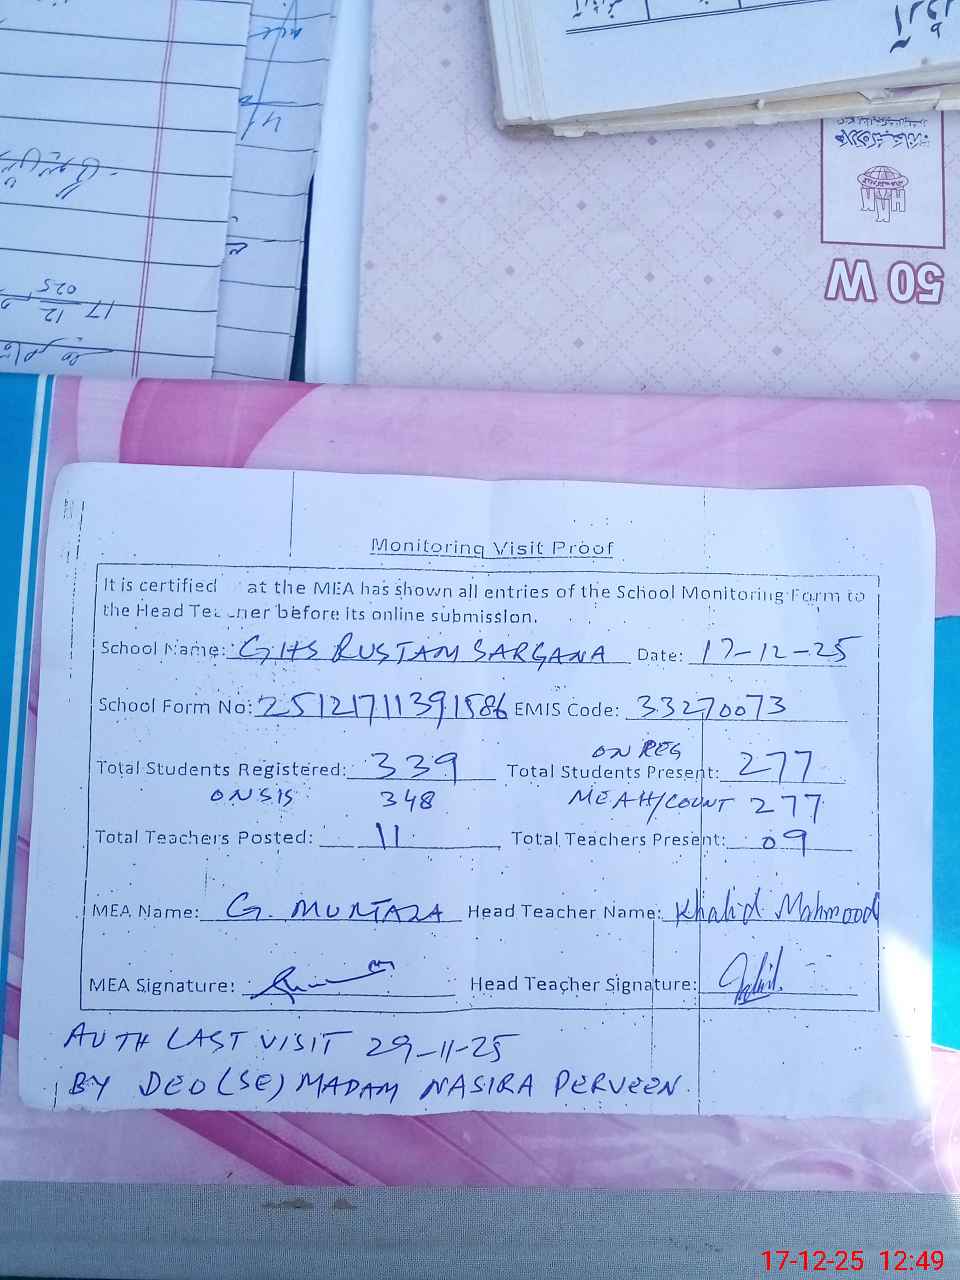 50 W
17-12-025
Monitoring Visit Proof
It is certified at the MEA has shown all entries of the School Monitoring Form to
the Head Teacher before its online submission.
School Name: GHS RUSTAM SARGANA Date: 17-12-25
School Form No: 25121711391586 EMIS Code: 33270073
ON REG
Total Students Registered: 339 Total Students Present: 277
ON SIS 348 MEA H/COUNT 277
Total Teachers Posted: 11 Total Teachers Present: 09
MEA Name: G. MURTAZA Head Teacher Name: Khalid Mahmood
MEA Signature: Head Teacher Signature:
AUTH LAST VISIT 29-11-25
BY DEO (SE) MADAM NASIRA PERVEEN.
17-12-25 12:49